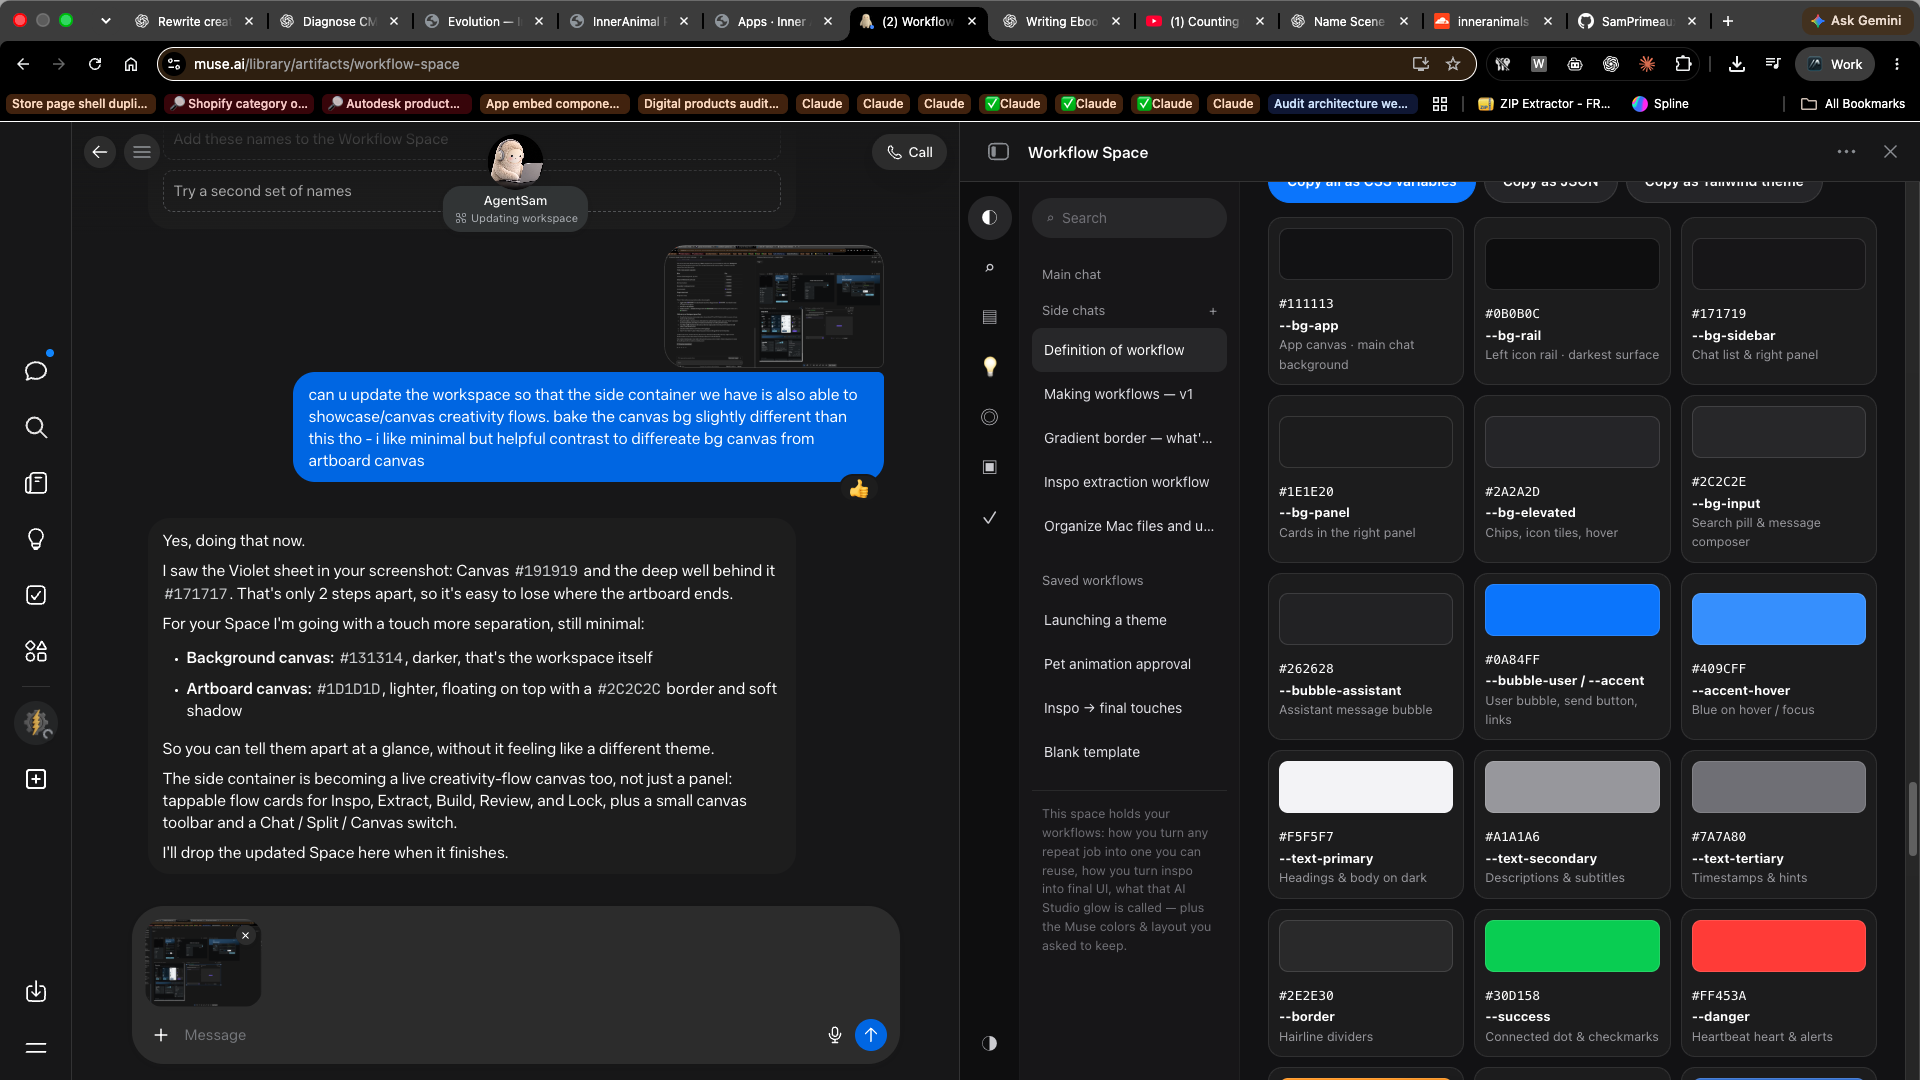 Rewrite crea
Diagnose CM
Evolution — I
InnerAnimal
Apps · Inner
(2) Workflow
Writing Eboo
(1) Counting
Name Scene
inneranimals
SamPrimeau
Ask Gemini
muse.ai/library/artifacts/workflow-space
Work
Store page shell dupli...
Shopify category o...
Autodesk product...
App embed compone...
Digital products audit...
Claude
Claude
Claude
✅Claude
✅Claude
✅Claude
Claude
Audit architecture we...
ZIP Extractor - FR...
Spline
All Bookmarks
Add these names to the Workflow Space
Try a second set of names
AgentSam
Updating workspace
Call
can u update the workspace so that the side container we have is also able to
showcase/canvas creativity flows. bake the canvas bg slightly different than
this tho - i like minimal but helpful contrast to differeate bg canvas from
artboard canvas
Yes, doing that now.
I saw the Violet sheet in your screenshot: Canvas #191919 and the deep well behind it
#171717. That's only 2 steps apart, so it's easy to lose where the artboard ends.
For your Space I'm going with a touch more separation, still minimal:
• Background canvas: #131314, darker, that's the workspace itself
• Artboard canvas: #1D1D1D, lighter, floating on top with a #2C2C2C border and soft
shadow
So you can tell them apart at a glance, without it feeling like a different theme.
The side container is becoming a live creativity-flow canvas too, not just a panel:
tappable flow cards for Inspo, Extract, Build, Review, and Lock, plus a small canvas
toolbar and a Chat / Split / Canvas switch.
I'll drop the updated Space here when it finishes.
Message
Workflow Space
Search
Main chat
Side chats
+
Definition of workflow
Making workflows — v1
Gradient border — what'...
Inspo extraction workflow
Organize Mac files and u...
Saved workflows
Launching a theme
Pet animation approval
Inspo → final touches
Blank template
This space holds your
workflows: how you turn any
repeat job into one you can
reuse, how you turn inspo
into final UI, what that AI
Studio glow is called — plus
the Muse colors & layout you
asked to keep.
Copy all as CSS variables
Copy as JSON
Copy as Tailwind theme
#111113
--bg-app
App canvas · main chat
background
#0B0B0C
--bg-rail
Left icon rail · darkest surface
#171719
--bg-sidebar
Chat list & right panel
#1E1E20
--bg-panel
Cards in the right panel
#2A2A2D
--bg-elevated
Chips, icon tiles, hover
#2C2C2E
--bg-input
Search pill & message
composer
#262628
--bubble-assistant
Assistant message bubble
#0A84FF
--bubble-user / --accent
User bubble, send button,
links
#409CFF
--accent-hover
Blue on hover / focus
#F5F5F7
--text-primary
Headings & body on dark
#A1A1A6
--text-secondary
Descriptions & subtitles
#7A7A80
--text-tertiary
Timestamps & hints
#2E2E30
--border
Hairline dividers
#30D158
--success
Connected dot & checkmarks
#FF453A
--danger
Heartbeat heart & alerts